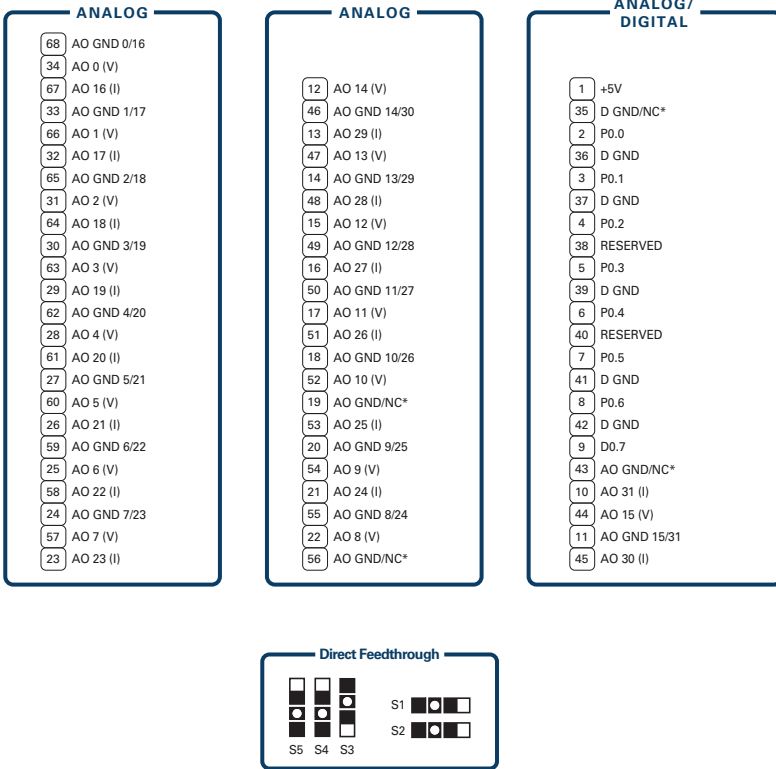 ANALOG
68 AO GND 0/16
34 AO 0 (V)
67 AO 16 (I)
33 AO GND 1/17
66 AO 1 (V)
32 AO 17 (I)
65 AO GND 2/18
31 AO 2 (V)
64 AO 18 (I)
30 AO GND 3/19
63 AO 3 (V)
29 AO 19 (I)
62 AO GND 4/20
28 AO 4 (V)
61 AO 20 (I)
27 AO GND 5/21
60 AO 5 (V)
26 AO 21 (I)
59 AO GND 6/22
25 AO 6 (V)
58 AO 22 (I)
24 AO GND 7/23
57 AO 7 (V)
23 AO 23 (I)
ANALOG
12 AO 14 (V)
46 AO GND 14/30
13 AO 29 (I)
47 AO 13 (V)
14 AO GND 13/29
48 AO 28 (I)
15 AO 12 (V)
49 AO GND 12/28
16 AO 27 (I)
50 AO GND 11/27
17 AO 11 (V)
51 AO 26 (I)
18 AO GND 10/26
52 AO 10 (V)
19 AO GND/NC*
53 AO 25 (I)
20 AO GND 9/25
54 AO 9 (V)
21 AO 24 (I)
55 AO GND 8/24
22 AO 8 (V)
56 AO GND/NC*
ANALOG/
DIGITAL
1 +5V
35 D GND/NC*
2 P0.0
36 D GND
3 P0.1
37 D GND
4 P0.2
38 RESERVED
5 P0.3
39 D GND
6 P0.4
40 RESERVED
7 P0.5
41 D GND
8 P0.6
42 D GND
9 D0.7
43 AO GND/NC*
10 AO 31 (I)
44 AO 15 (V)
11 AO GND 15/31
45 AO 30 (I)
Direct Feedthrough
S1
S2
S5 S4 S3